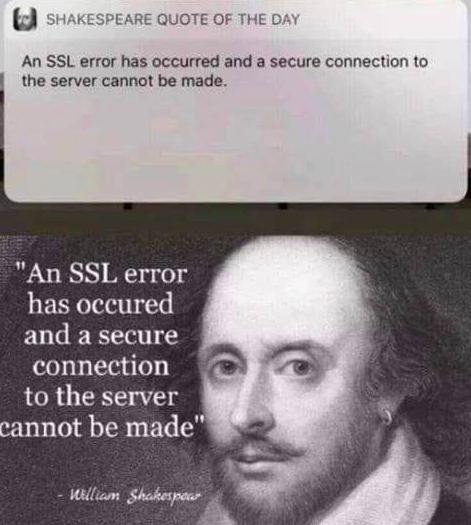 SHAKESPEARE QUOTE OF THE DAY
An SSL error has occurred and a secure connection to
the server cannot be made.
"An SSL error
has occured
and a secure
connection
to the server
cannot be made"
- William Shakespear